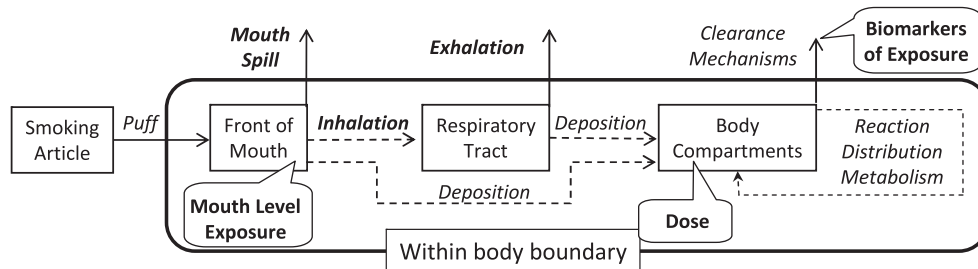 Mouth
Spill
Exhalation
Clearance
Mechanisms
Biomarkers
of Exposure
Smoking
Article
Puff
Front of
Mouth
Inhalation
Respiratory
Tract
Deposition
Body
Compartments
Reaction
Distribution
Metabolism
Deposition
Mouth Level
Exposure
Dose
Within body boundary